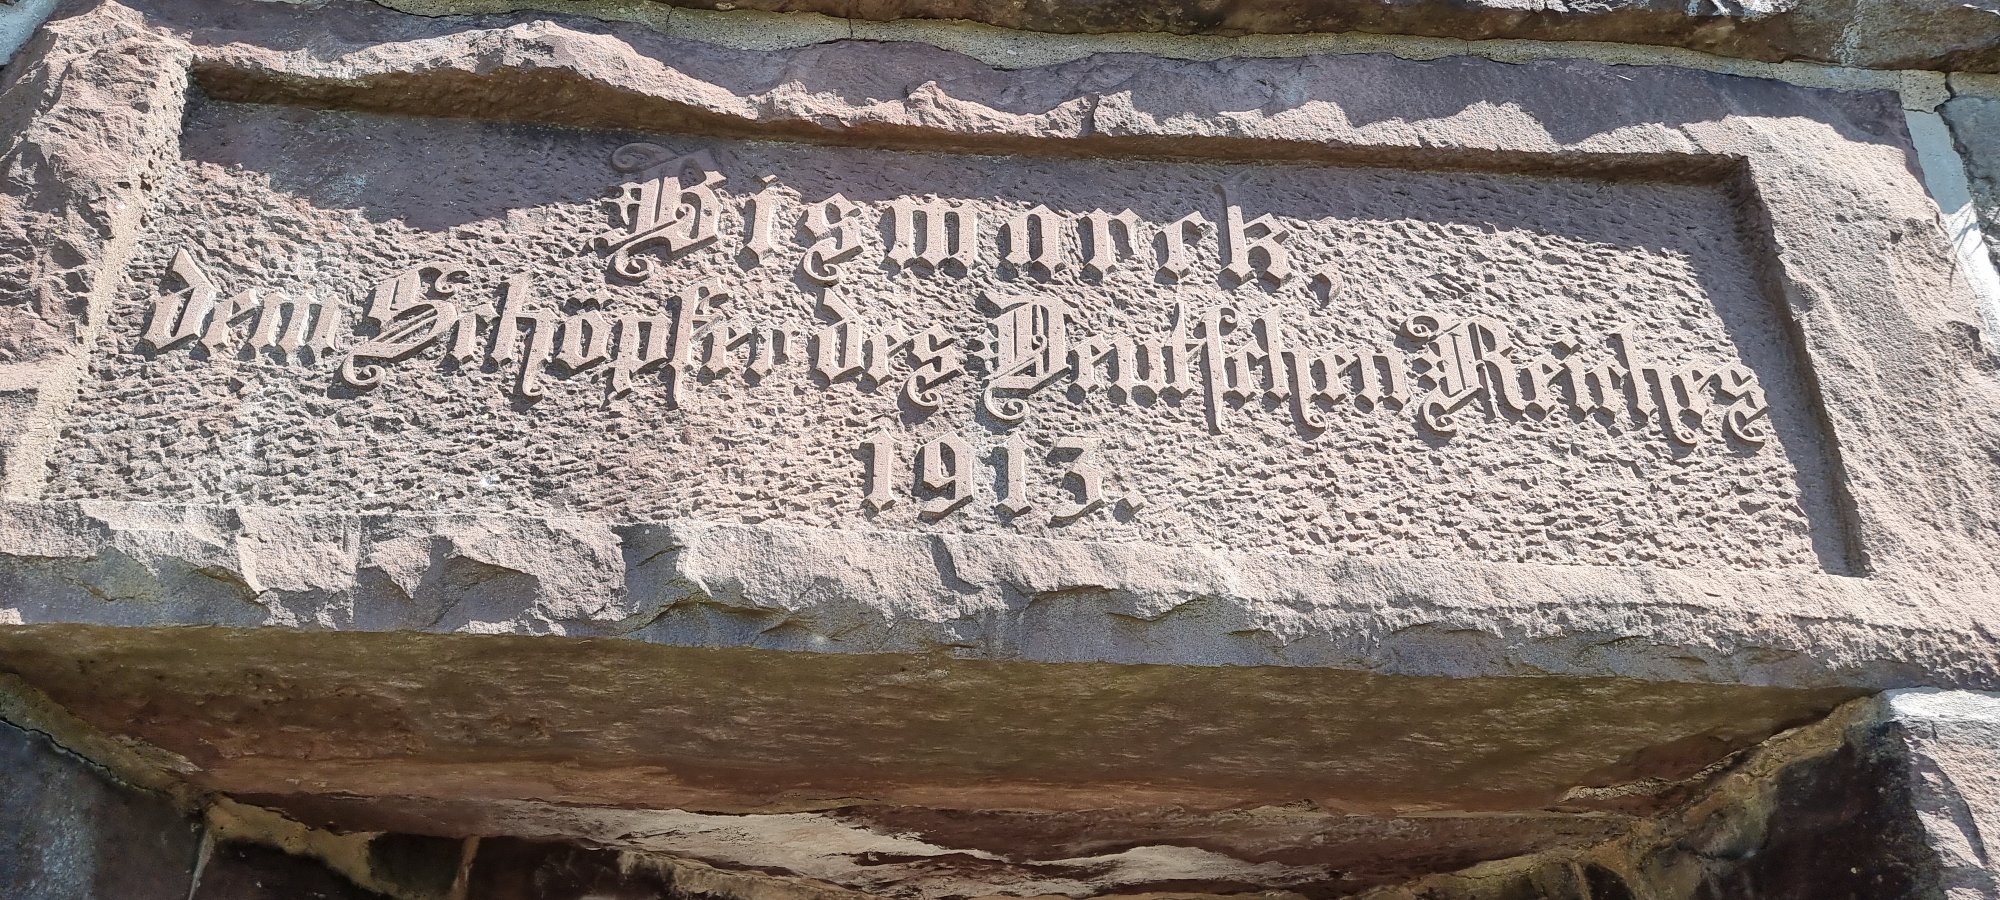 Bismarck,
dem Schöpfer des Deutschen Reiches
1913.